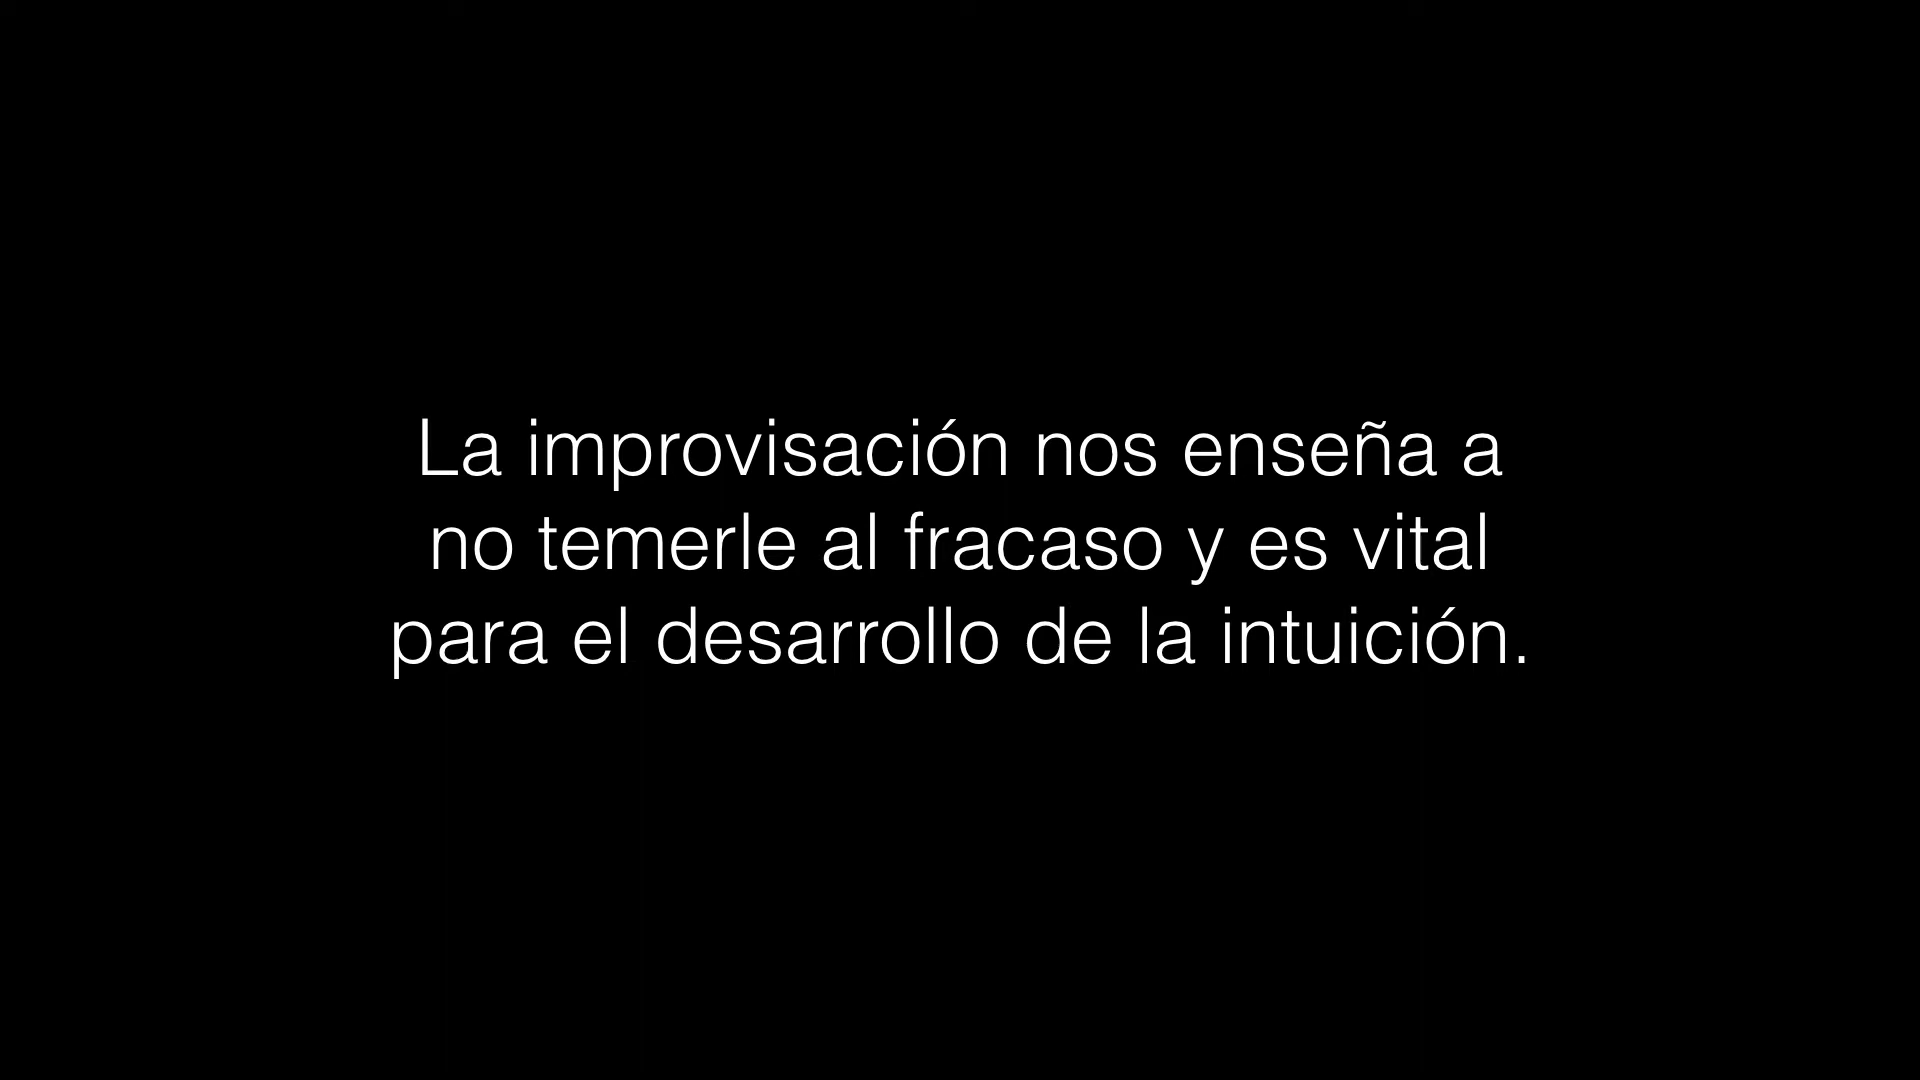 La improvisación nos enseña a
no temerle al fracaso y es vital
para el desarrollo de la intuición.